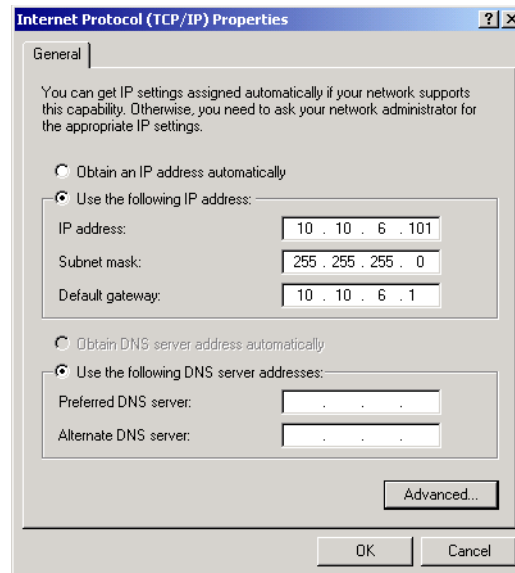 Internet Protocol (TCP/IP) Properties ? ×
General
You can get IP settings assigned automatically if your network supports
this capability. Otherwise, you need to ask your network administrator for
the appropriate IP settings.
Obtain an IP address automatically
Use the following IP address:
IP address: 10 . 10 . 6 . 101
Subnet mask: 255 . 255 . 255 . 0
Default gateway: 10 . 10 . 6 . 1
Obtain DNS server address automatically
Use the following DNS server addresses:
Preferred DNS server: . . .
Alternate DNS server: . . .
Advanced...
OK Cancel